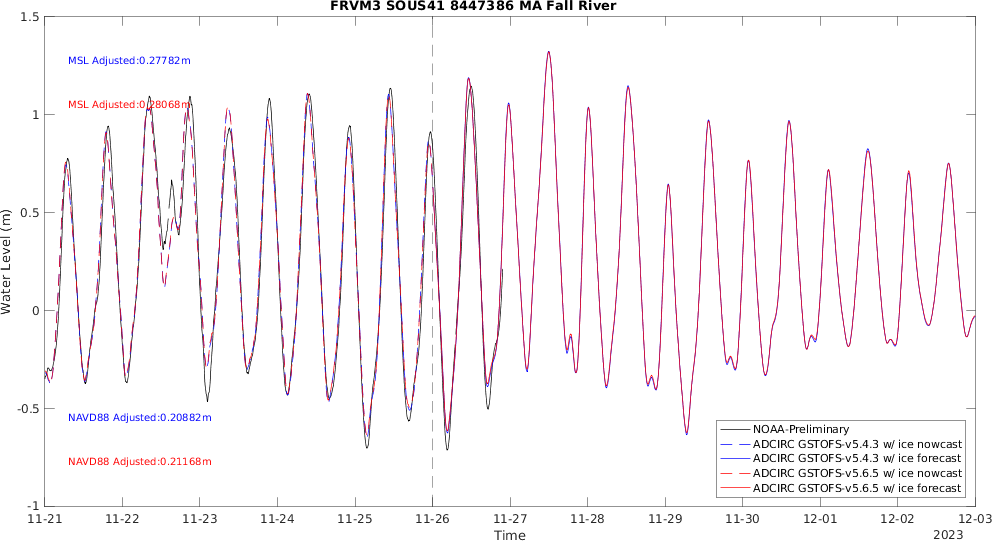 FRVM3 SOUS41 8447386 MA Fall River
1.5
1
0.5
0
-0.5
-1
Water Level (m)
MSL Adjusted:0.27782m
MSL Adjusted:0.28068m
NAVD88 Adjusted:0.20882m
NAVD88 Adjusted:0.21168m
NOAA-Preliminary
ADCIRC GSTOFS-v5.4.3 w/ ice nowcast
ADCIRC GSTOFS-v5.4.3 w/ ice forecast
ADCIRC GSTOFS-v5.6.5 w/ ice nowcast
ADCIRC GSTOFS-v5.6.5 w/ ice forecast
11-21 11-22 11-23 11-24 11-25 11-26 11-27 11-28 11-29 11-30 12-01 12-02 12-03
Time
2023